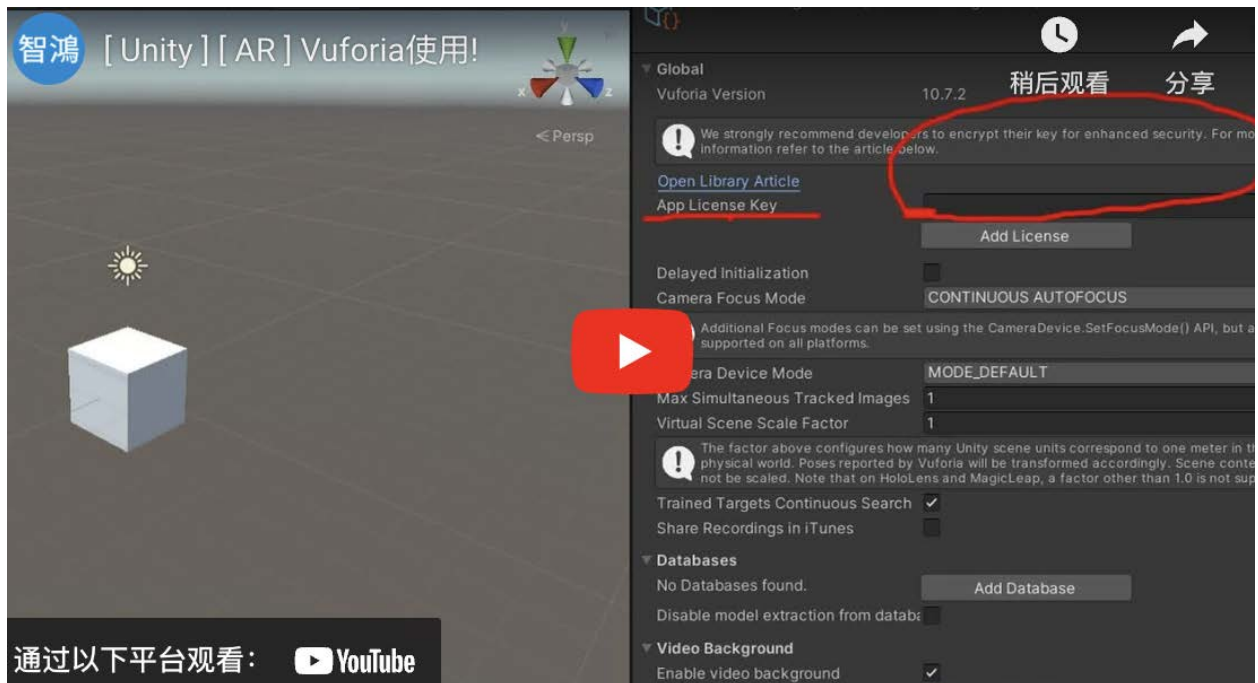 智鴻
[ Unity ] [ AR ] Vuforia使用!
y
x
z
< Persp
稍后观看
分享
Global
Vuforia Version 10.7.2
We strongly recommend developers to encrypt their key for enhanced security. For mo
information refer to the article below.
Open Library Article
App License Key
Add License
Delayed Initialization
Camera Focus Mode CONTINUOUS AUTOFOCUS
Additional Focus modes can be set using the CameraDevice.SetFocusMode() API, but a
supported on all platforms.
era Device Mode MODE_DEFAULT
Max Simultaneous Tracked Images 1
Virtual Scene Scale Factor 1
The factor above configures how many Unity scene units correspond to one meter in th
physical world. Poses reported by Vuforia will be transformed accordingly. Scene conte
not be scaled. Note that on HoloLens and MagicLeap, a factor other than 1.0 is not sup
Trained Targets Continuous Search
Share Recordings in iTunes
Databases
No Databases found. Add Database
Disable model extraction from databa
Video Background
Enable video background
通过以下平台观看： YouTube